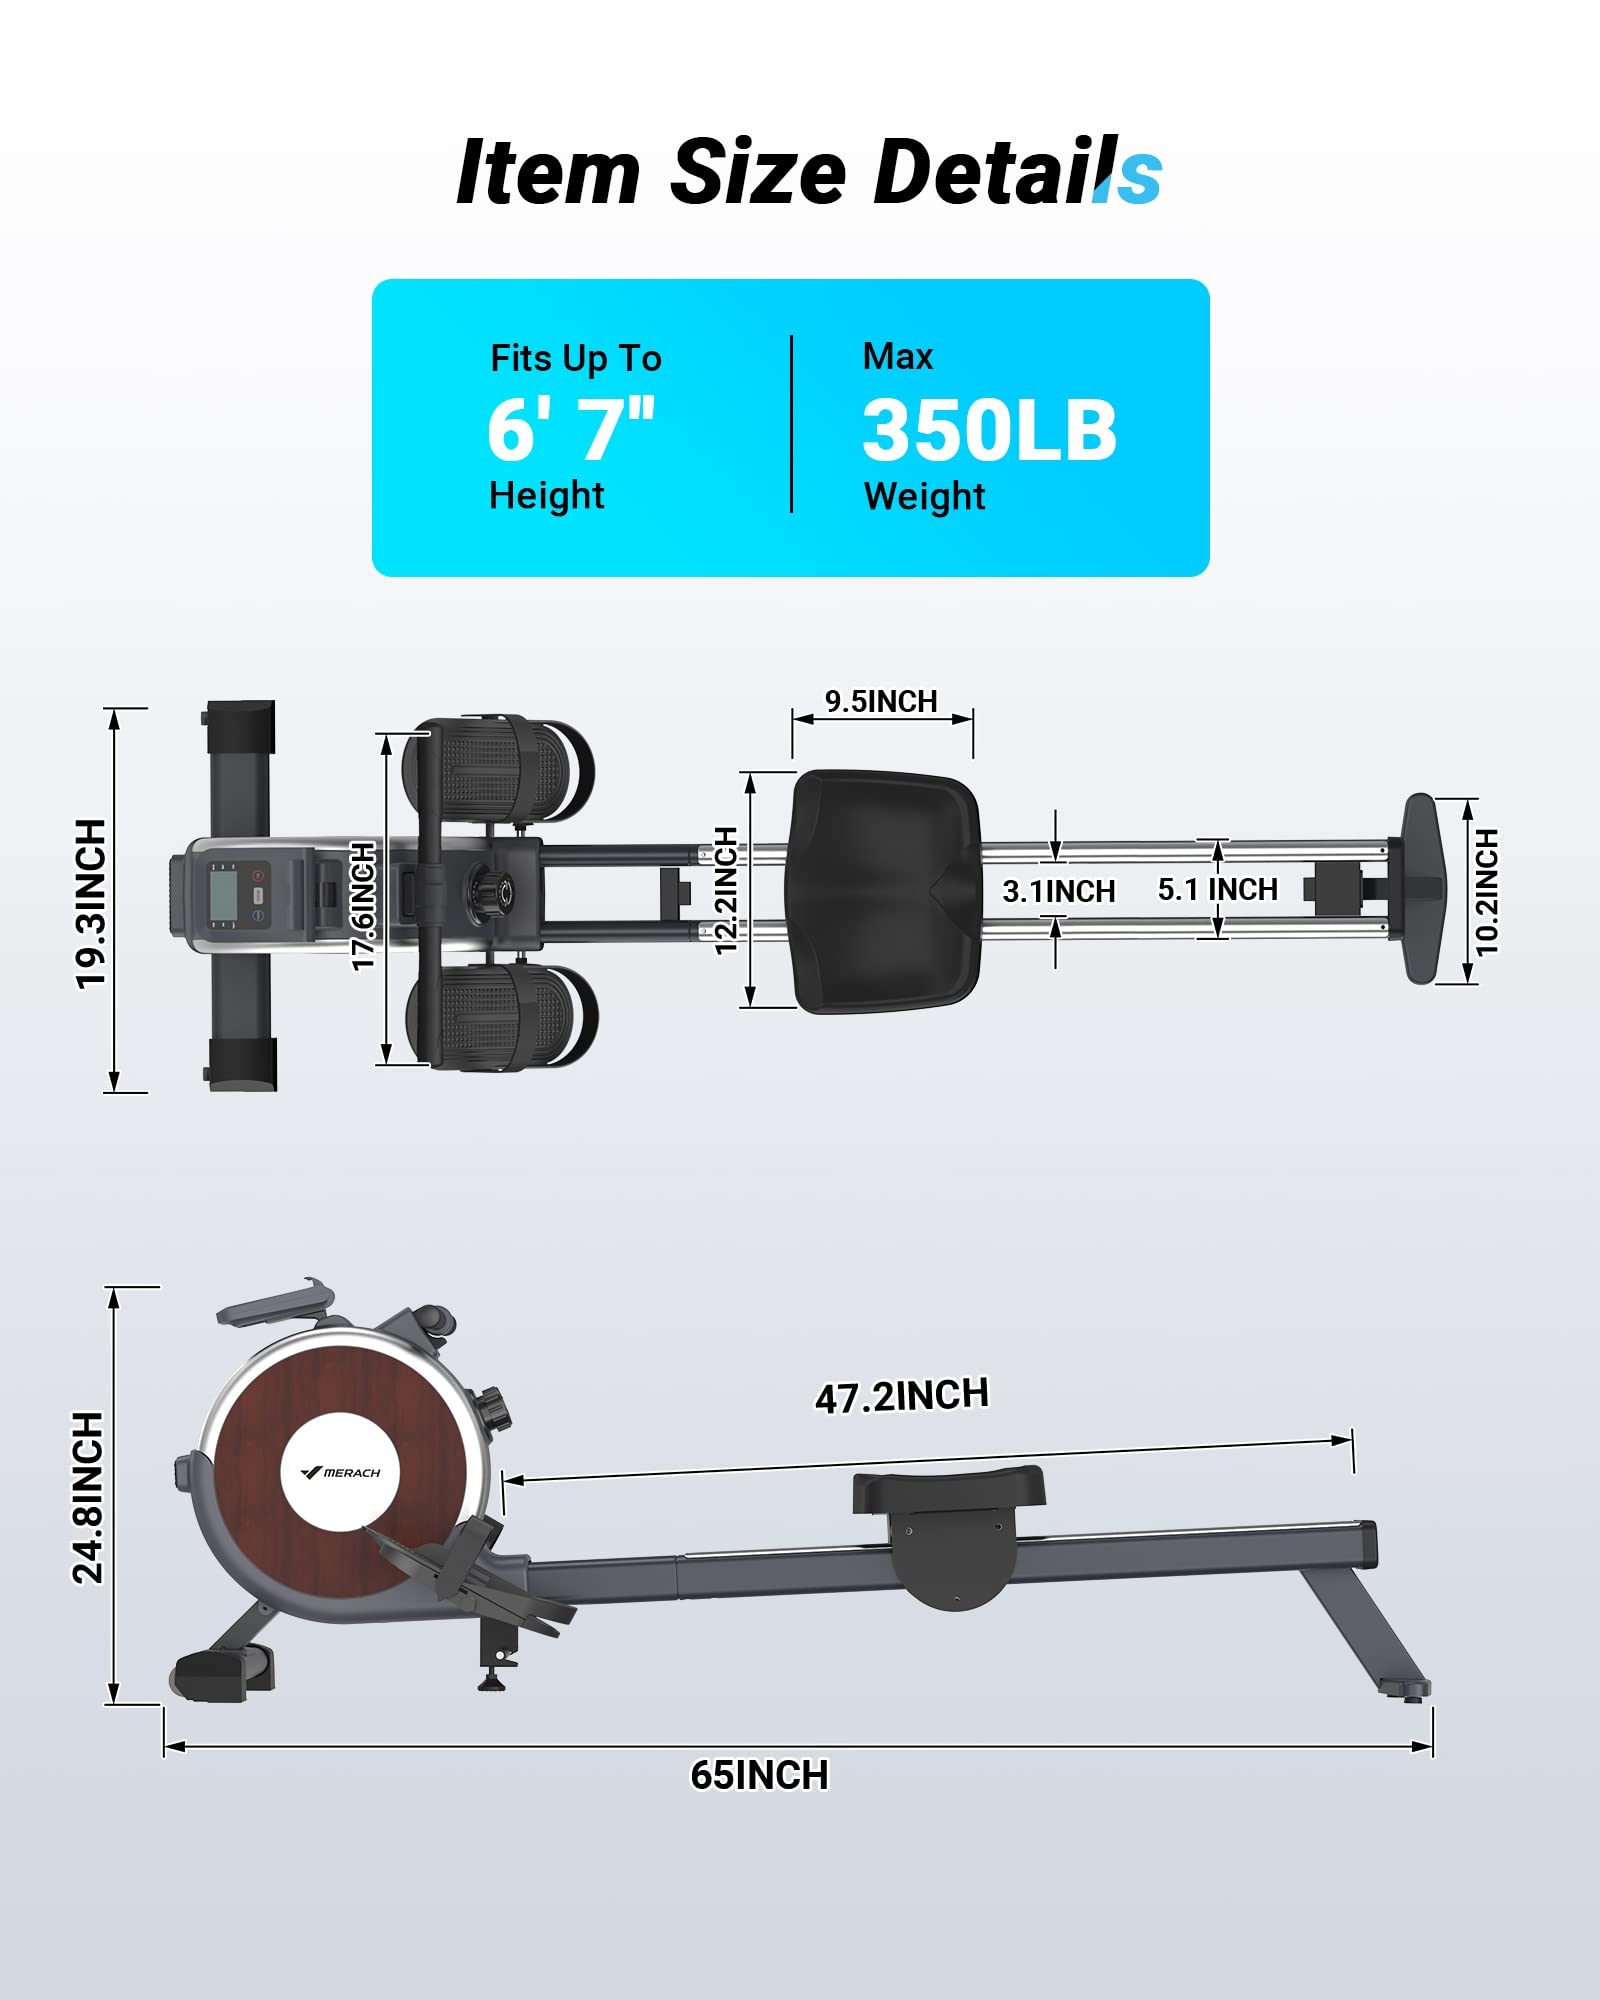 Item Size Details
Fits Up To
6' 7"
Height
Max
350LB
Weight
9.5INCH
19.3INCH
17.6INCH
12.2INCH
3.1INCH
5.1 INCH
10.2INCH
47.2INCH
24.8INCH
MERACH
65INCH